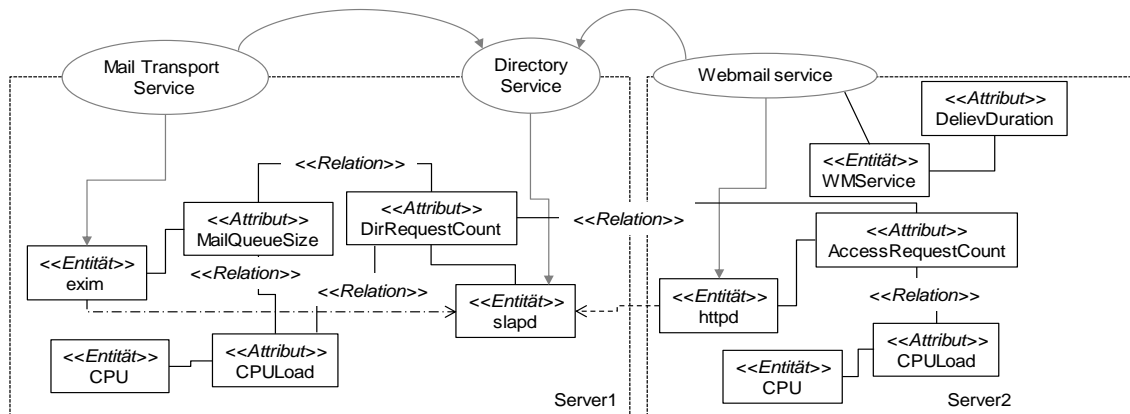 Mail Transport
Service
Directory
Service
Webmail service
<<Attribut>>
DelievDuration
<<Entität>>
WMService
<<Relation>>
<<Attribut>>
MailQueueSize
<<Attribut>>
DirRequestCount
<<Relation>>
<<Attribut>>
AccessRequestCount
<<Entität>>
exim
<<Relation>>
<<Relation>>
<<Entität>>
slapd
<<Entität>>
httpd
<<Relation>>
<<Entität>>
CPU
<<Attribut>>
CPULoad
<<Entität>>
CPU
<<Attribut>>
CPULoad
Server1
Server2